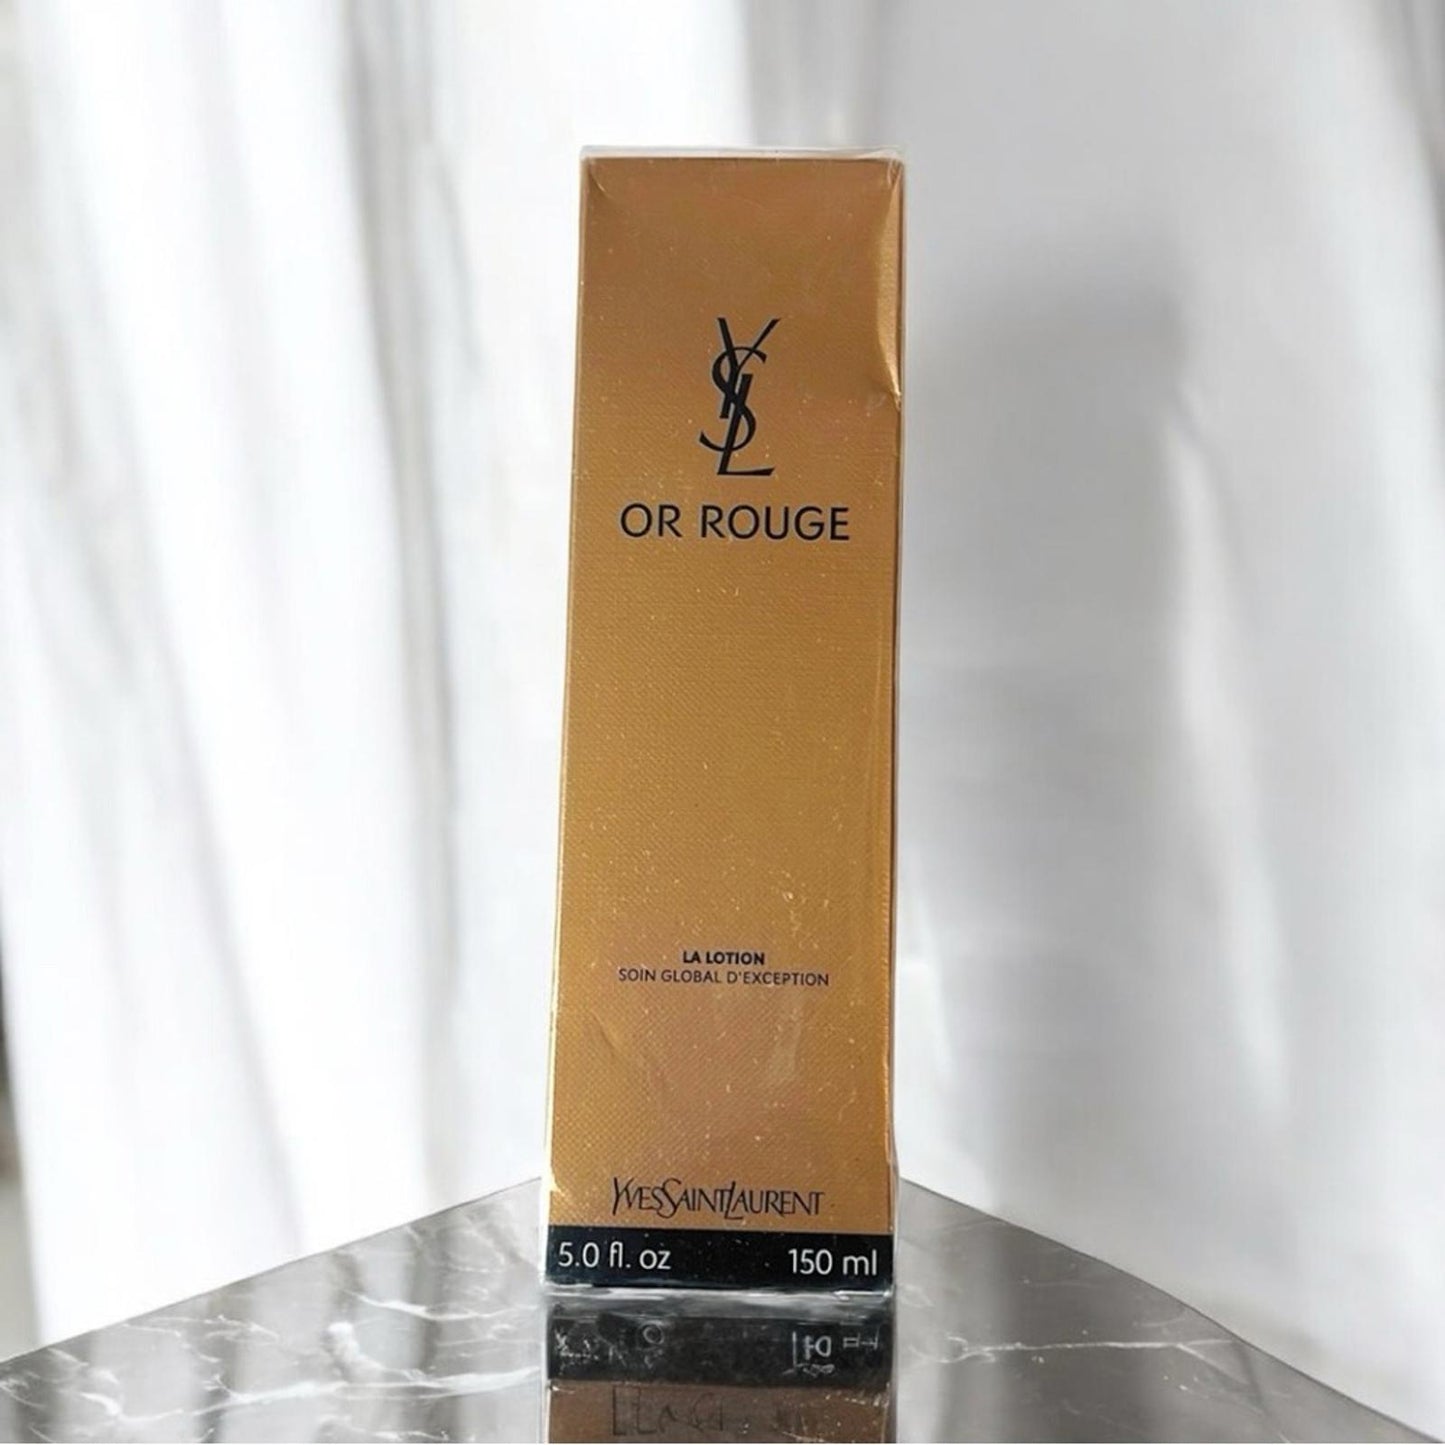 YSL
OR ROUGE
LA LOTION
SOIN GLOBAL D'EXCEPTION
YVESSAINTLAURENT
5.0 fl. oz 150 ml